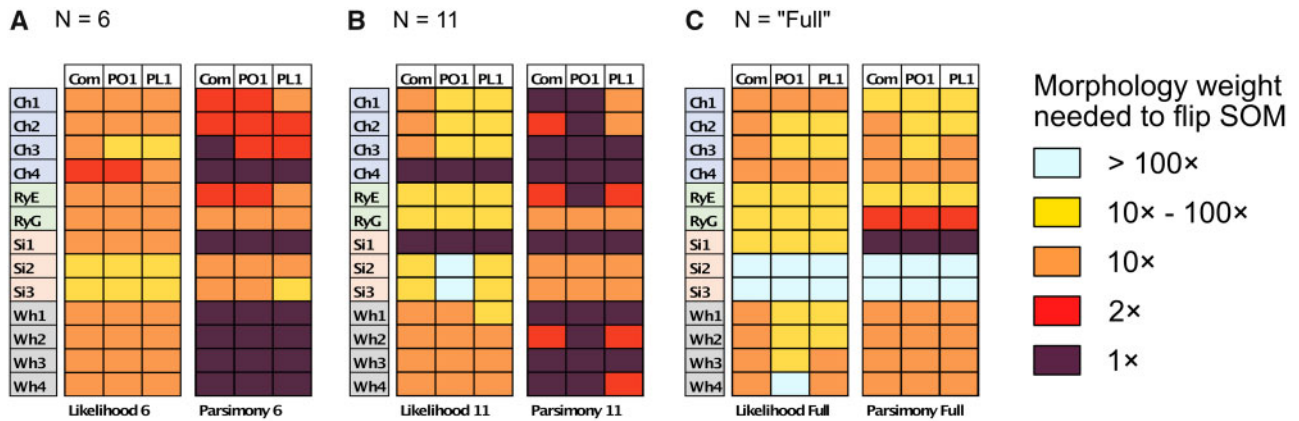 A N = 6
B N = 11
C N = "Full"
Com PO1 PL1
Com PO1 PL1
Com PO1 PL1
Com PO1 PL1
Com PO1 PL1
Com PO1 PL1
Ch1
Ch2
Ch3
Ch4
RyE
RyG
Si1
Si2
Si3
Wh1
Wh2
Wh3
Wh4
Likelihood 6
Parsimony 6
Ch1
Ch2
Ch3
Ch4
RyE
RyG
Si1
Si2
Si3
Wh1
Wh2
Wh3
Wh4
Likelihood 11
Parsimony 11
Ch1
Ch2
Ch3
Ch4
RyE
RyG
Si1
Si2
Si3
Wh1
Wh2
Wh3
Wh4
Likelihood Full
Parsimony Full
Morphology weight
needed to flip SOM
> 100×
10× - 100×
10×
2×
1×